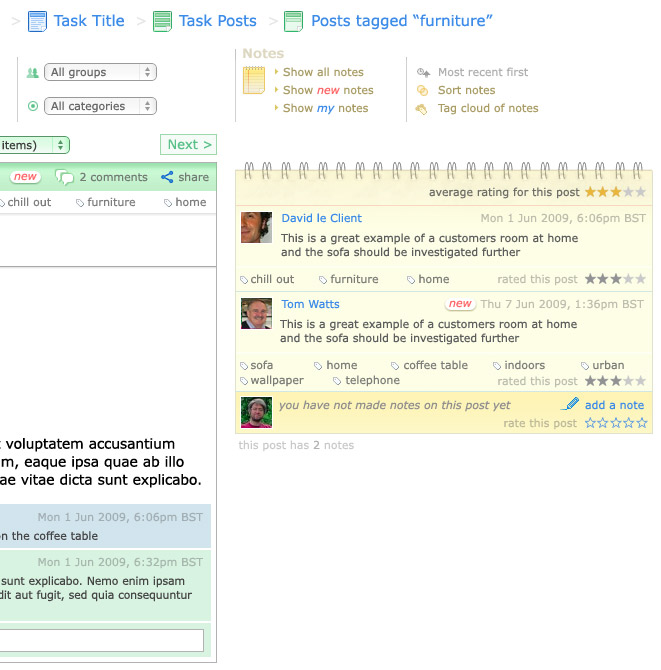 > Task Title > Task Posts > Posts tagged “furniture”
All groups
All categories
Notes
Show all notes
Show new notes
Show my notes
Most recent first
Sort notes
Tag cloud of notes
items)
Next >
new 2 comments share
chill out furniture home
average rating for this post
David le Client Mon 1 Jun 2009, 6:06pm BST
This is a great example of a customers room at home
and the sofa should be investigated further
chill out furniture home rated this post
Tom Watts new Thu 7 Jun 2009, 1:36pm BST
This is a great example of a customers room at home
and the sofa should be investigated further
sofa home coffee table indoors urban
wallpaper telephone rated this post
you have not made notes on this post yet add a note
rate this post
this post has 2 notes
t voluptatem accusantium
m, eaque ipsa quae ab illo
ae vitae dicta sunt explicabo.
Mon 1 Jun 2009, 6:06pm BST
on the coffee table
Mon 1 Jun 2009, 6:32pm BST
sunt explicabo. Nemo enim ipsam
dit aut fugit, sed quia consequuntur